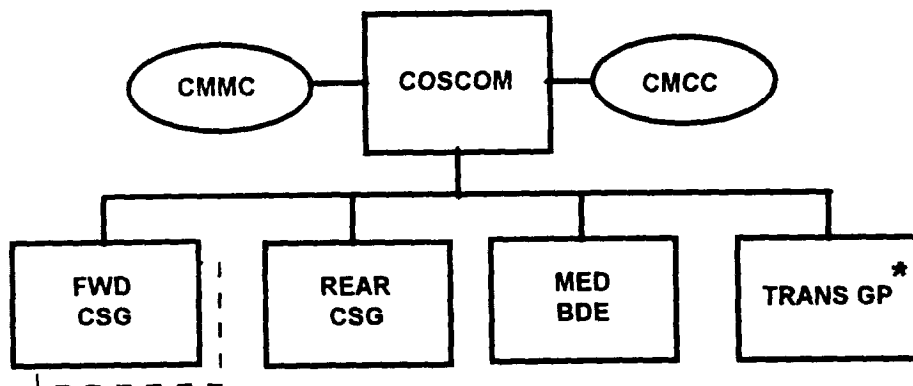 CMMC
COSCOM
CMCC
FWD
CSG
REAR
CSG
MED
BDE
TRANS GP*